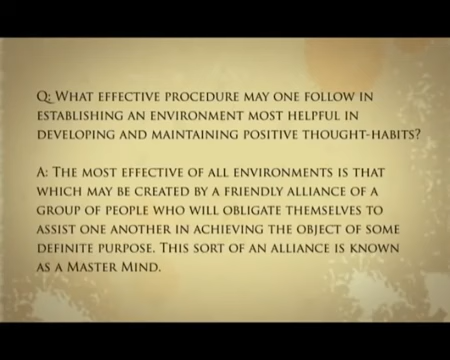 Q: What effective procedure may one follow in
establishing an environment most helpful in
developing and maintaining positive thought-habits?
A: The most effective of all environments is that
which may be created by a friendly alliance of a
group of people who will obligate themselves to
assist one another in achieving the object of some
definite purpose. This sort of an alliance is known
as a Master Mind.